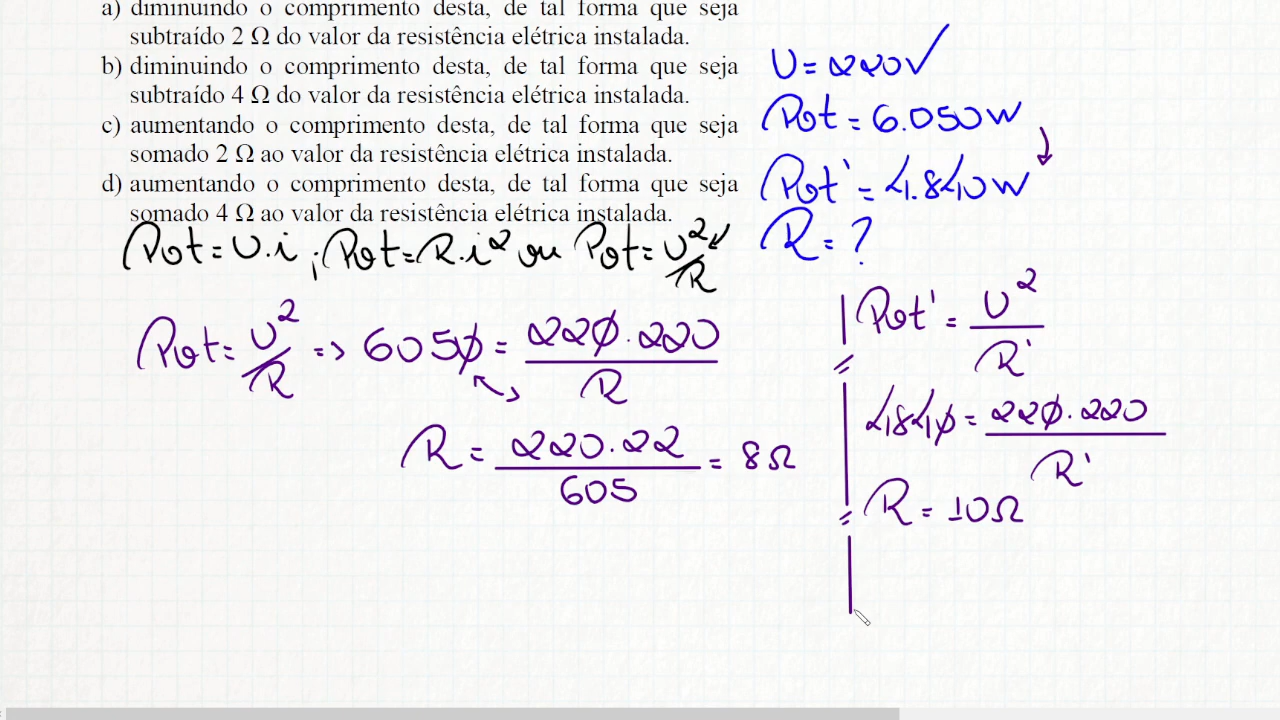 a) diminuindo o comprimento desta, de tal forma que seja
subtraído 2 Ω do valor da resistência elétrica instalada.
b) diminuindo o comprimento desta, de tal forma que seja
subtraído 4 Ω do valor da resistência elétrica instalada.
c) aumentando o comprimento desta, de tal forma que seja
somado 2 Ω ao valor da resistência elétrica instalada.
d) aumentando o comprimento desta, de tal forma que seja
somado 4 Ω ao valor da resistência elétrica instalada.
U = 220V
Pot = 6.050W
Pot' = 4.840W
R = ?
Pot = U.i ; Pot = R.i² ou Pot = U²/R
Pot = U²/R => 6050 = 220.220/R
R = 220.22/605 = 8Ω
Pot' = U²/R'
4840 = 220.220/R'
R = 10Ω